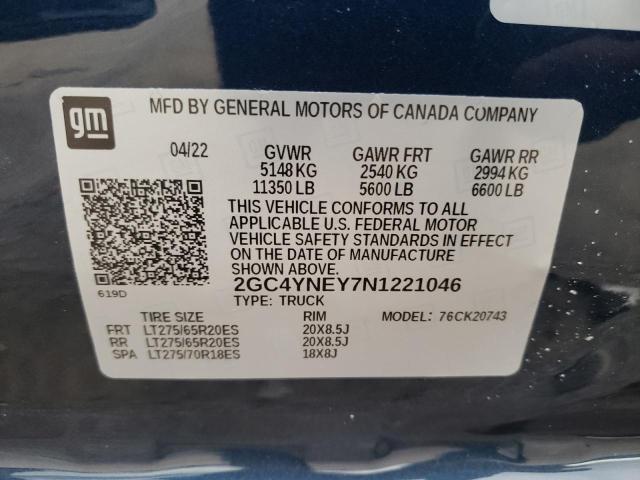 gm
MFD BY GENERAL MOTORS OF CANADA COMPANY
04/22 GVWR GAWR FRT GAWR RR
5148 KG 2540 KG 2994 KG
11350 LB 5600 LB 6600 LB
THIS VEHICLE CONFORMS TO ALL
APPLICABLE U.S. FEDERAL MOTOR
VEHICLE SAFETY STANDARDS IN EFFECT
ON THE DATE OF MANUFACTURE
SHOWN ABOVE.
619D
2GC4YNEY7N1221046
TYPE: TRUCK
TIRE SIZE RIM MODEL: 76CK20743
FRT LT275/65R20ES 20X8.5J
RR LT275/65R20ES 20X8.5J
SPA LT275/70R18ES 18X8J